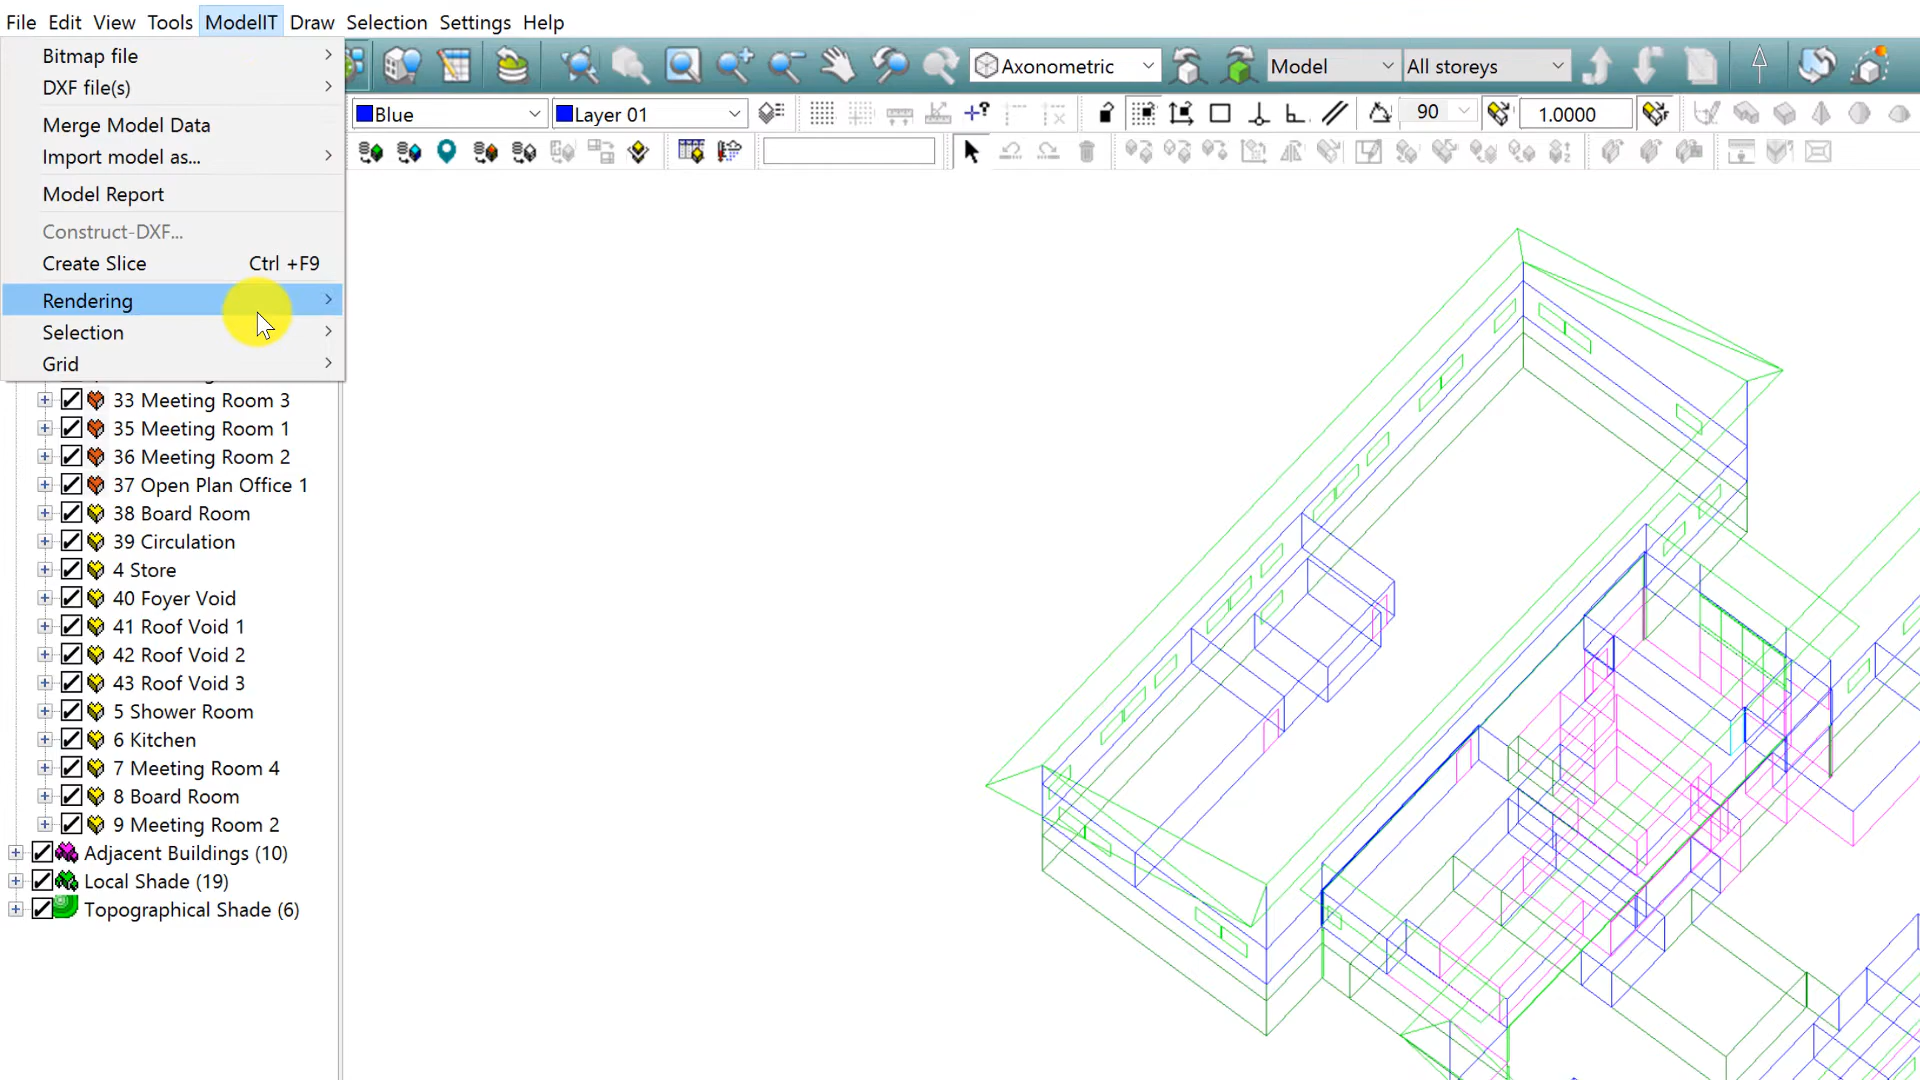 File Edit View Tools ModelIT Draw Selection Settings Help
Bitmap file
DXF file(s)
Merge Model Data
Import model as...
Model Report
Construct-DXF...
Create Slice Ctrl +F9
Rendering
Selection
Grid
Axonometric Model All storeys
Blue Layer 01 90 1.0000
33 Meeting Room 3
35 Meeting Room 1
36 Meeting Room 2
37 Open Plan Office 1
38 Board Room
39 Circulation
4 Store
40 Foyer Void
41 Roof Void 1
42 Roof Void 2
43 Roof Void 3
5 Shower Room
6 Kitchen
7 Meeting Room 4
8 Board Room
9 Meeting Room 2
Adjacent Buildings (10)
Local Shade (19)
Topographical Shade (6)